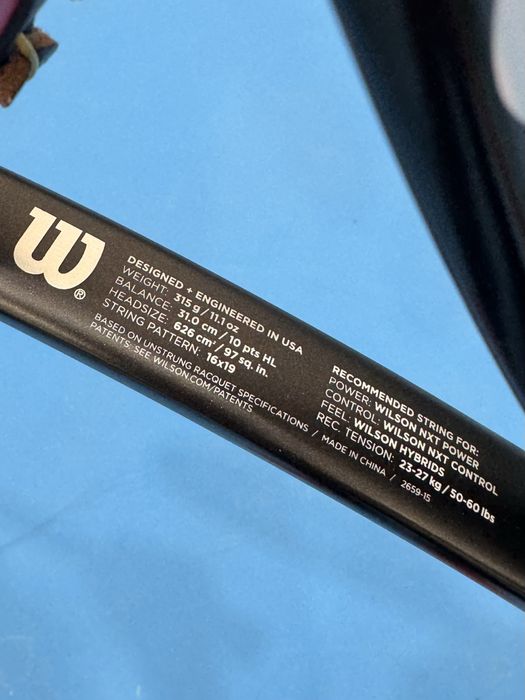 W®
DESIGNED + ENGINEERED IN USA
WEIGHT: 315 g / 11.1 oz
BALANCE: 31.0 cm / 10 pts HL
HEADSIZE: 626 cm² / 97 sq. in.
STRING PATTERN: 16x19
BASED ON UNSTRUNG RACQUET SPECIFICATIONS / MADE IN CHINA / 2659-15
PATENTS: SEE WILSON.COM/PATENTS
RECOMMENDED STRING FOR:
POWER: WILSON NXT POWER
CONTROL: WILSON NXT CONTROL
FEEL: WILSON HYBRIDS
REC. TENSION: 23-27 kg / 50-60 lbs